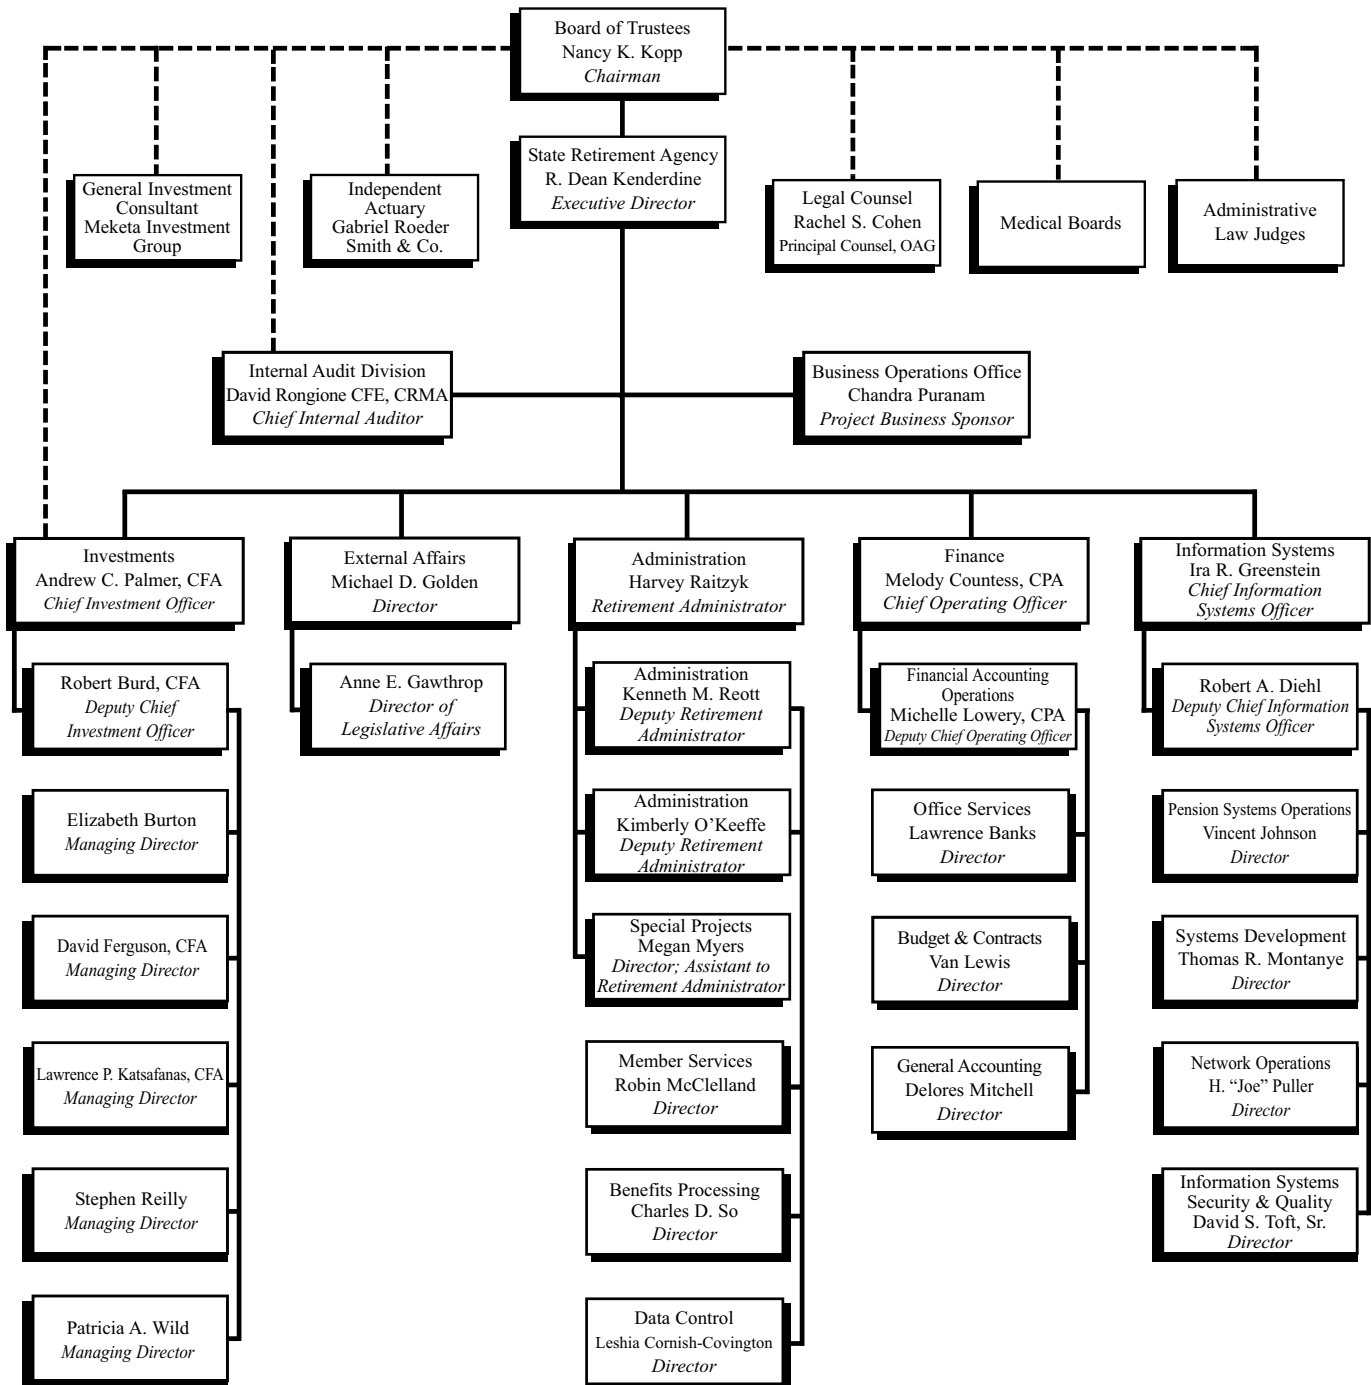 Board of Trustees
Nancy K. Kopp
Chairman
State Retirement Agency
R. Dean Kenderdine
Executive Director
General Investment
Consultant
Meketa Investment
Group
Independent
Actuary
Gabriel Roeder
Smith & Co.
Legal Counsel
Rachel S. Cohen
Principal Counsel, OAG
Medical Boards
Administrative
Law Judges
Internal Audit Division
David Rongione CFE, CRMA
Chief Internal Auditor
Business Operations Office
Chandra Puranam
Project Business Sponsor
Investments
Andrew C. Palmer, CFA
Chief Investment Officer
Robert Burd, CFA
Deputy Chief
Investment Officer
Elizabeth Burton
Managing Director
David Ferguson, CFA
Managing Director
Lawrence P. Katsafanas, CFA
Managing Director
Stephen Reilly
Managing Director
Patricia A. Wild
Managing Director
External Affairs
Michael D. Golden
Director
Anne E. Gawthrop
Director of
Legislative Affairs
Administration
Harvey Raitzyk
Retirement Administrator
Administration
Kenneth M. Reott
Deputy Retirement
Administrator
Administration
Kimberly O’Keeffe
Deputy Retirement
Administrator
Special Projects
Megan Myers
Director; Assistant to
Retirement Administrator
Member Services
Robin McClelland
Director
Benefits Processing
Charles D. So
Director
Data Control
Leshia Cornish-Covington
Director
Finance
Melody Countess, CPA
Chief Operating Officer
Financial Accounting
Operations
Michelle Lowery, CPA
Deputy Chief Operating Officer
Office Services
Lawrence Banks
Director
Budget & Contracts
Van Lewis
Director
General Accounting
Delores Mitchell
Director
Information Systems
Ira R. Greenstein
Chief Information
Systems Officer
Robert A. Diehl
Deputy Chief Information
Systems Officer
Pension Systems Operations
Vincent Johnson
Director
Systems Development
Thomas R. Montanye
Director
Network Operations
H. “Joe” Puller
Director
Information Systems
Security & Quality
David S. Toft, Sr.
Director